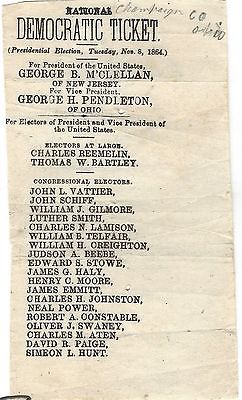 NATIONAL
DEMOCRATIC TICKET.
Champaign CO
Ohio
(Presidential Election, Tuesday, Nov. 8, 1864.)
For President of the United States,
GEORGE B. M'CLELLAN,
OF NEW JERSEY.
For Vice President.
GEORGE H. PENDLETON,
OF OHIO.
For Electors of President and Vice President of
the United States.
ELECTORS AT LARGE.
CHARLES REEMELIN,
THOMAS W. BARTLEY.
CONGRESSIONAL ELECTORS.
JOHN L. VATTIER,
JOHN SCHIFF,
WILLIAM J. GILMORE,
LUTHER SMITH,
CHARLES N. LAMISON,
WILLIAM B. TELFAIR,
WILLIAM H. CREIGHTON,
JUDSON A. BEEBE,
EDWARD S. STOWE,
JAMES G. HALY,
HENRY C. MOORE,
JAMES EMMITT,
CHARLES H. JOHNSTON,
NEAL POWER,
ROBERT A. CONSTABLE,
OLIVER J. SWANEY,
CHARLES M. ATEN,
DAVID R. PAIGE,
SIMEON L. HUNT.